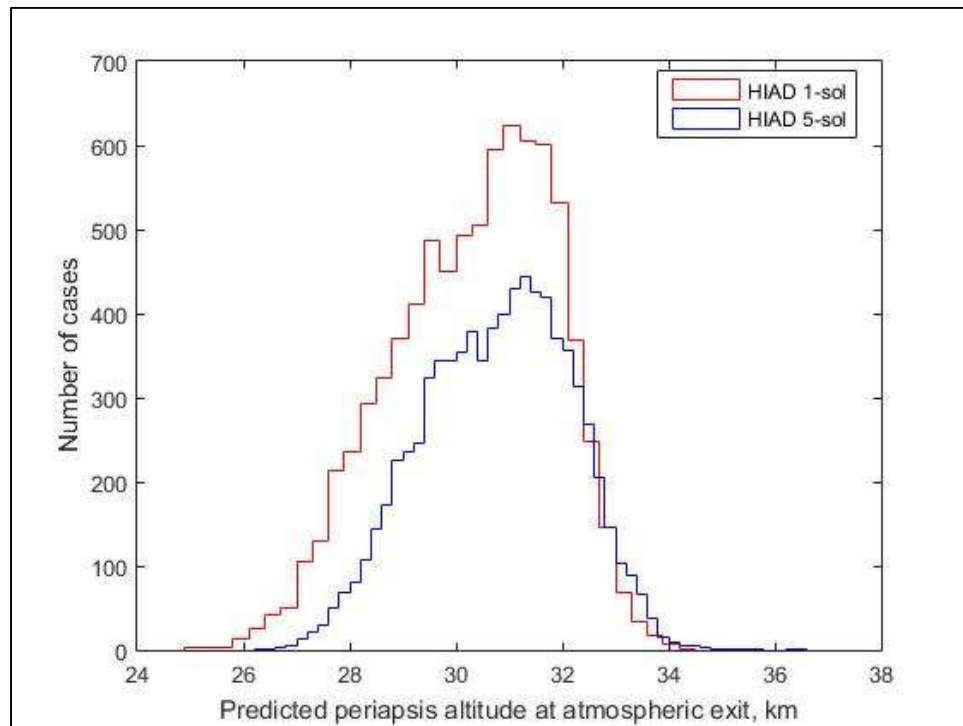 700
600
500
400
300
200
100
0
Number of cases
HIAD 1-sol
HIAD 5-sol
24 26 28 30 32 34 36 38
Predicted periapsis altitude at atmospheric exit, km